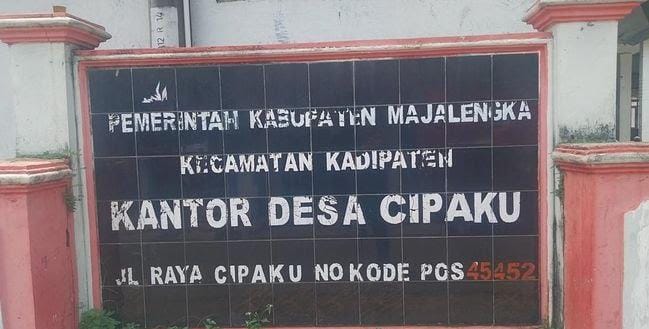 PEMERINTAH KABUPATEN MAJALENGKA
KECAMATAN KADIPATEN
KANTOR DESA CIPAKU
JL RAYA CIPAKU NO KODE POS 45452